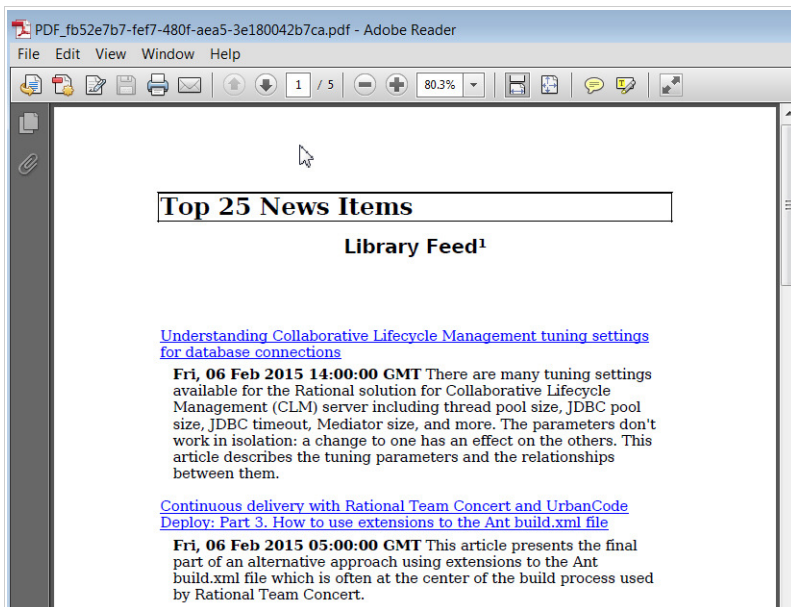 PDF_fb52e7b7-fef7-480f-aea5-3e180042b7ca.pdf - Adobe Reader
File Edit View Window Help
1 / 5 80.3%
Top 25 News Items
Library Feed¹
Understanding Collaborative Lifecycle Management tuning settings
for database connections
Fri, 06 Feb 2015 14:00:00 GMT There are many tuning settings
available for the Rational solution for Collaborative Lifecycle
Management (CLM) server including thread pool size, JDBC pool
size, JDBC timeout, Mediator size, and more. The parameters don't
work in isolation: a change to one has an effect on the others. This
article describes the tuning parameters and the relationships
between them.
Continuous delivery with Rational Team Concert and UrbanCode
Deploy: Part 3. How to use extensions to the Ant build.xml file
Fri, 06 Feb 2015 05:00:00 GMT This article presents the final
part of an alternative approach using extensions to the Ant
build.xml file which is often at the center of the build process used
by Rational Team Concert.